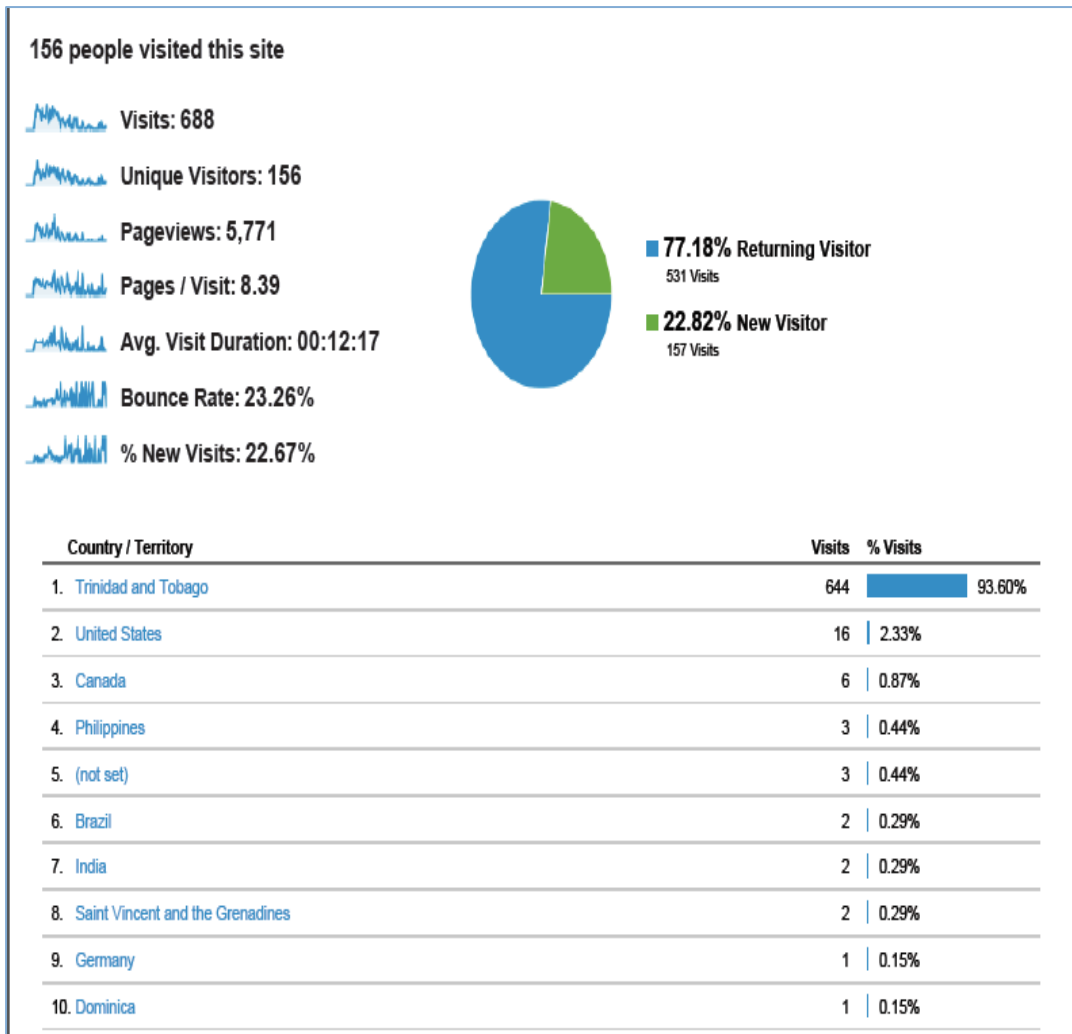 156 people visited this site
Visits: 688
Unique Visitors: 156
Pageviews: 5,771
Pages / Visit: 8.39
Avg. Visit Duration: 00:12:17
Bounce Rate: 23.26%
% New Visits: 22.67%
77.18% Returning Visitor
531 Visits
22.82% New Visitor
157 Visits
Country / Territory Visits % Visits
1. Trinidad and Tobago 644 93.60%
2. United States 16 2.33%
3. Canada 6 0.87%
4. Philippines 3 0.44%
5. (not set) 3 0.44%
6. Brazil 2 0.29%
7. India 2 0.29%
8. Saint Vincent and the Grenadines 2 0.29%
9. Germany 1 0.15%
10. Dominica 1 0.15%